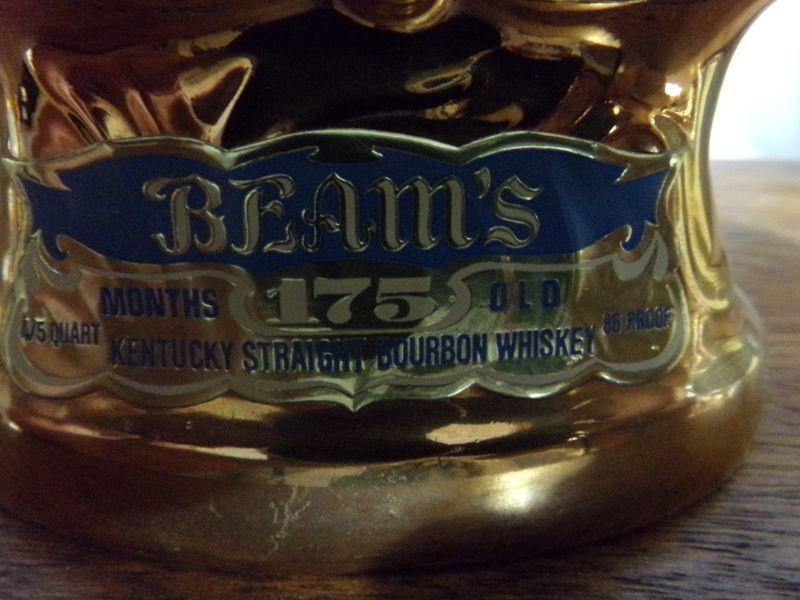 BEAM'S
MONTHS 175 OLD
4/5 QUART KENTUCKY STRAIGHT BOURBON WHISKEY 86 PROOF